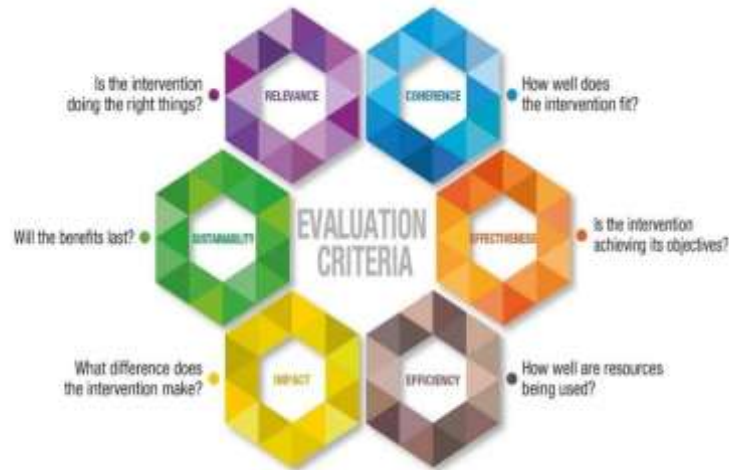 RELEVANCE
Is the intervention
doing the right things?
COHERENCE
How well does
the intervention fit?
EVALUATION
CRITERIA
SUSTAINABILITY
Will the benefits last?
EFFECTIVENESS
Is the intervention
achieving its objectives?
IMPACT
What difference does
the intervention make?
EFFICIENCY
How well are resources
being used?